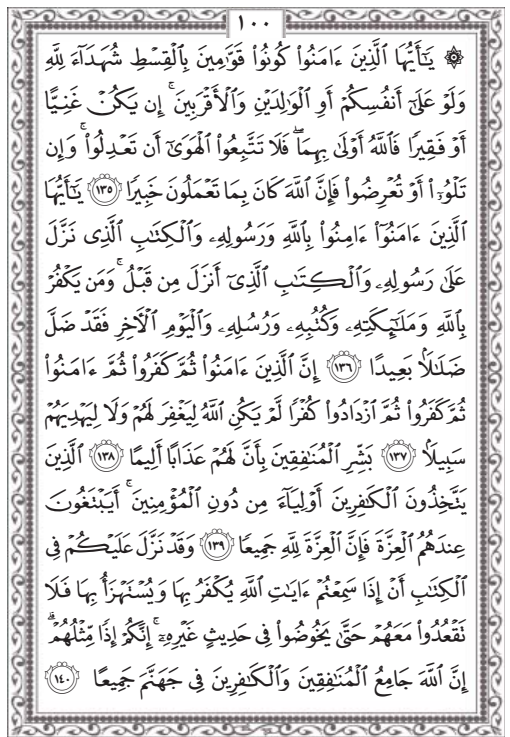 ١٠٠
۞ يَـٰٓأَيُّهَا ٱلَّذِينَ ءَامَنُوا۟ كُونُوا۟ قَوَّٰمِينَ بِٱلْقِسْطِ شُهَدَآءَ لِلَّهِ
وَلَوْ عَلَىٰٓ أَنفُسِكُمْ أَوِ ٱلْوَٰلِدَيْنِ وَٱلْأَقْرَبِينَ ۚ إِن يَكُنْ غَنِيًّا
أَوْ فَقِيرًا فَٱللَّهُ أَوْلَىٰ بِهِمَا ۖ فَلَا تَتَّبِعُوا۟ ٱلْهَوَىٰٓ أَن تَعْدِلُوا۟ ۚ وَإِن
تَلْوُۥٓا۟ أَوْ تُعْرِضُوا۟ فَإِنَّ ٱللَّهَ كَانَ بِمَا تَعْمَلُونَ خَبِيرًا ﴿١٣٥﴾ يَـٰٓأَيُّهَا
ٱلَّذِينَ ءَامَنُوٓا۟ ءَامِنُوا۟ بِٱللَّهِ وَرَسُولِهِۦ وَٱلْكِتَـٰبِ ٱلَّذِى نَزَّلَ
عَلَىٰ رَسُولِهِۦ وَٱلْكِتَـٰبِ ٱلَّذِىٓ أَنزَلَ مِن قَبْلُ ۚ وَمَن يَكْفُرْ
بِٱللَّهِ وَمَلَـٰٓئِكَتِهِۦ وَكُتُبِهِۦ وَرُسُلِهِۦ وَٱلْيَوْمِ ٱلْـَٔاخِرِ فَقَدْ ضَلَّ
ضَلَـٰلًۢا بَعِيدًا ﴿١٣٦﴾ إِنَّ ٱلَّذِينَ ءَامَنُوا۟ ثُمَّ كَفَرُوا۟ ثُمَّ ءَامَنُوا۟
ثُمَّ كَفَرُوا۟ ثُمَّ ٱزْدَادُوا۟ كُفْرًا لَّمْ يَكُنِ ٱللَّهُ لِيَغْفِرَ لَهُمْ وَلَا لِيَهْدِيَهُمْ
سَبِيلًۢا ﴿١٣٧﴾ بَشِّرِ ٱلْمُنَـٰفِقِينَ بِأَنَّ لَهُمْ عَذَابًا أَلِيمًا ﴿١٣٨﴾ ٱلَّذِينَ
يَتَّخِذُونَ ٱلْكَـٰفِرِينَ أَوْلِيَآءَ مِن دُونِ ٱلْمُؤْمِنِينَ ۚ أَيَبْتَغُونَ
عِندَهُمُ ٱلْعِزَّةَ فَإِنَّ ٱلْعِزَّةَ لِلَّهِ جَمِيعًا ﴿١٣٩﴾ وَقَدْ نَزَّلَ عَلَيْكُمْ فِى
ٱلْكِتَـٰبِ أَنْ إِذَا سَمِعْتُمْ ءَايَـٰتِ ٱللَّهِ يُكْفَرُ بِهَا وَيُسْتَهْزَأُ بِهَا فَلَا
تَقْعُدُوا۟ مَعَهُمْ حَتَّىٰ يَخُوضُوا۟ فِى حَدِيثٍ غَيْرِهِۦٓ ۚ إِنَّكُمْ إِذًا مِّثْلُهُمْ ۗ
إِنَّ ٱللَّهَ جَامِعُ ٱلْمُنَـٰفِقِينَ وَٱلْكَـٰفِرِينَ فِى جَهَنَّمَ جَمِيعًا ﴿١٤٠﴾